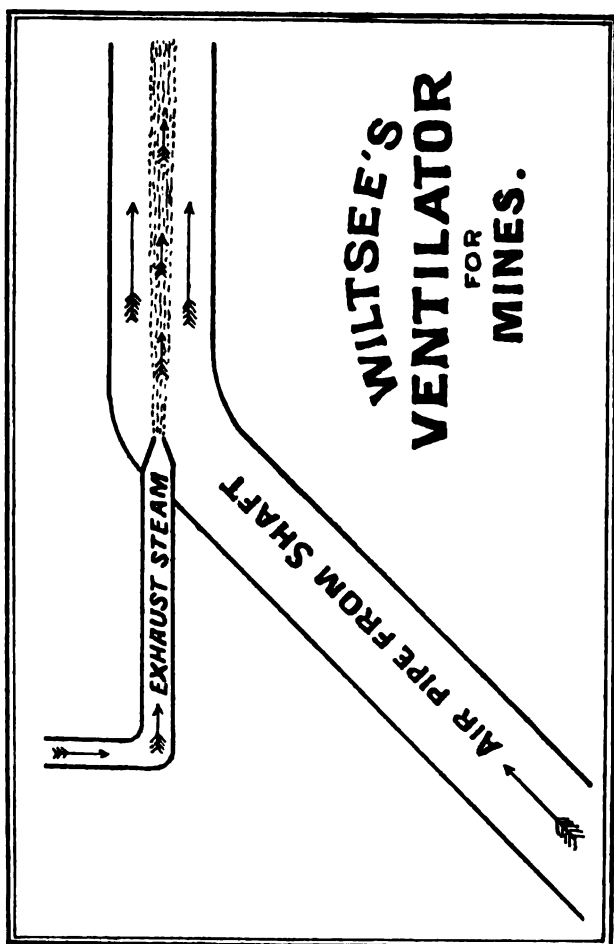 WILTSEE'S
VENTILATOR
FOR
MINES.
EXHAUST STEAM
AIR PIPE FROM SHAFT